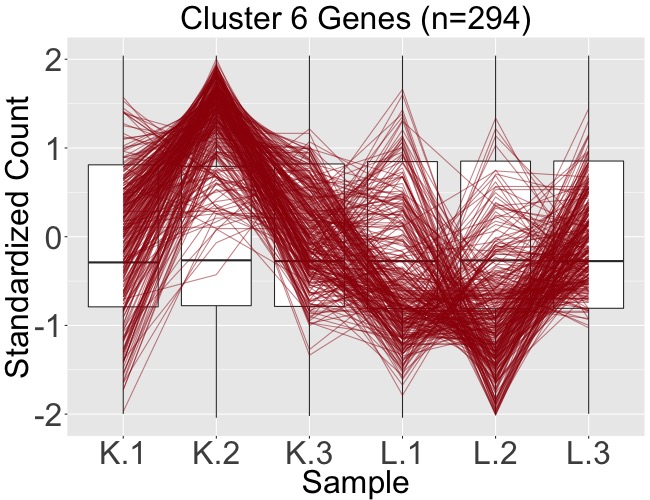 Cluster 6 Genes (n=294)
Standardized Count
2
1
0
-1
-2
K.1 K.2 K.3 L.1 L.2 L.3
Sample